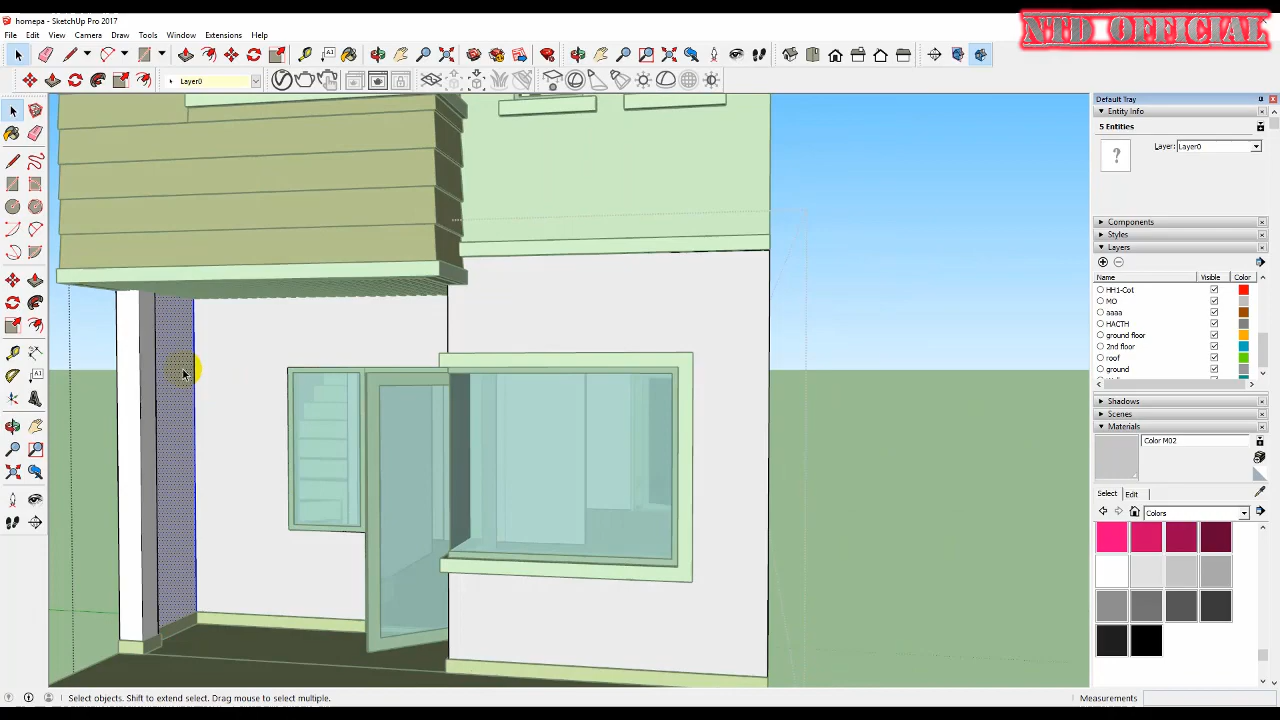 homepa - SketchUp Pro 2017
NTD_OFFICIAL
File Edit View Camera Draw Tools Window Extensions Help
Layer0
A1
Default Tray
Entity Info
5 Entities
?
Layer: Layer0
Components
Styles
Layers
Name Visible Color
HH1-Cot
MO
aaaa
HACTH
ground floor
2nd floor
roof
ground
Shadows
Scenes
Materials
Color M02
Select Edit
Colors
Select objects. Shift to extend select. Drag mouse to select multiple.
Measurements